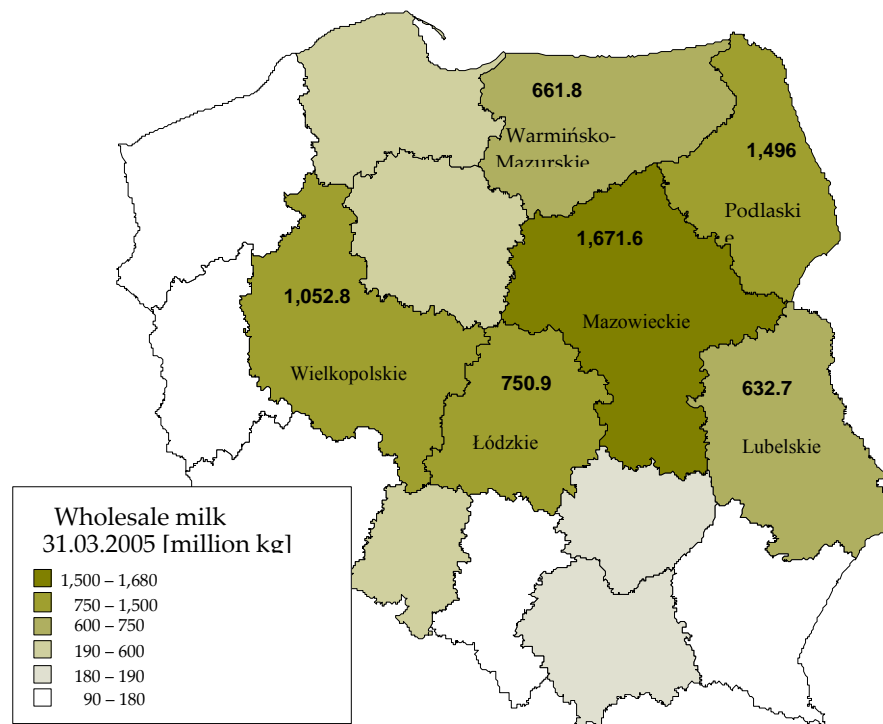 661.8
Warmińsko-
Mazurskie
1,496
Podlaski
e
1,671.6
Mazowieckie
1,052.8
Wielkopolskie
750.9
Łódzkie
632.7
Lubelskie
Wholesale milk
31.03.2005 [million kg]
1,500 – 1,680
750 – 1,500
600 – 750
190 – 600
180 – 190
90 – 180